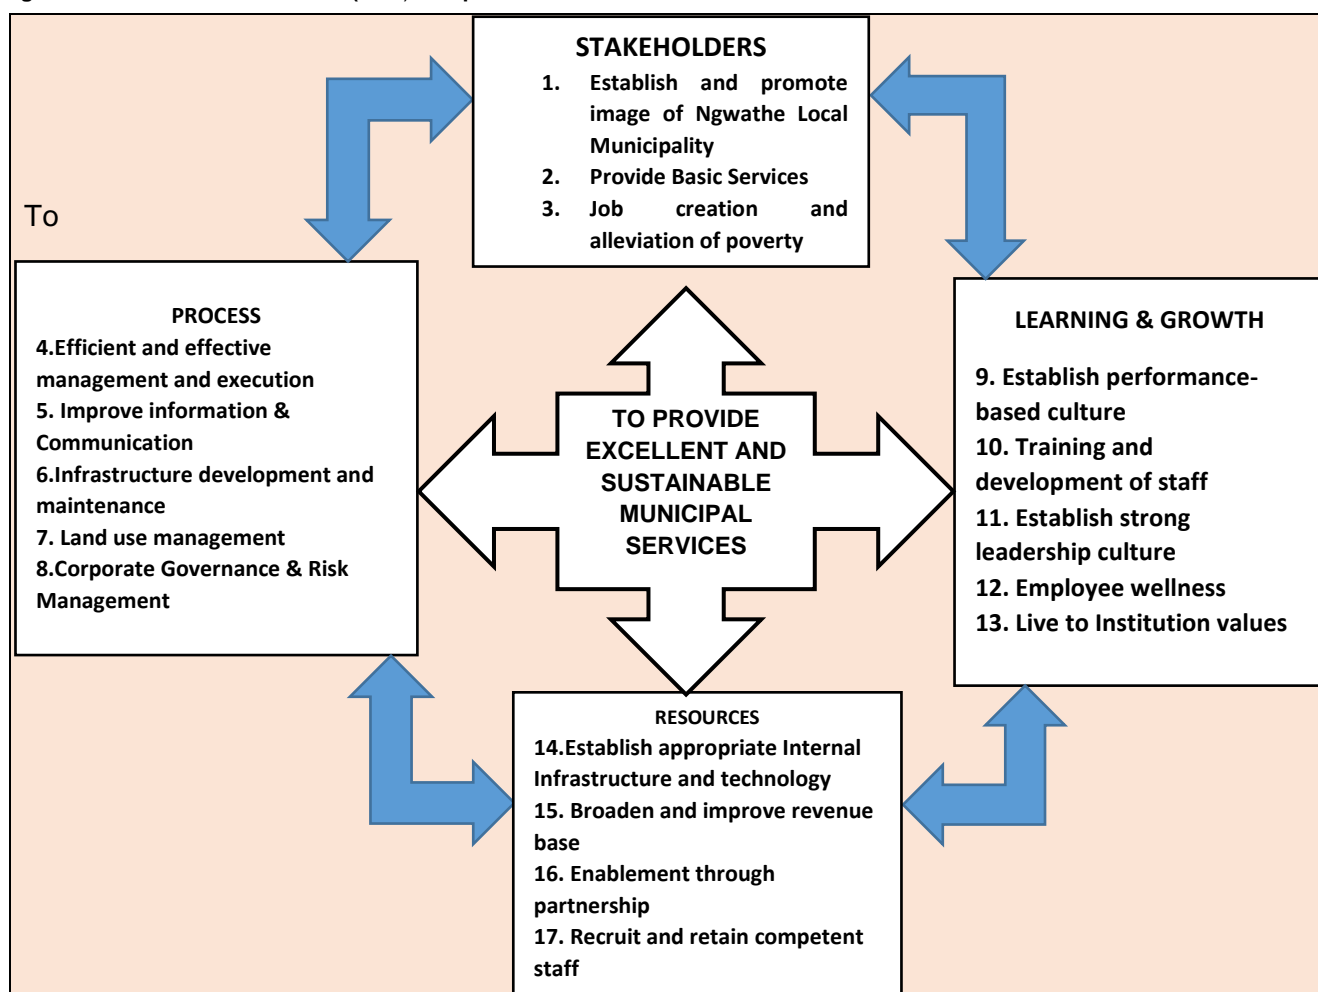 STAKEHOLDERS
1. Establish and promote
image of Ngwathe Local
Municipality
2. Provide Basic Services
3. Job creation and
alleviation of poverty
To
PROCESS
4.Efficient and effective
management and execution
5. Improve information &
Communication
6.Infrastructure development and
maintenance
7. Land use management
8.Corporate Governance & Risk
Management
TO PROVIDE
EXCELLENT AND
SUSTAINABLE
MUNICIPAL
SERVICES
LEARNING & GROWTH
9. Establish performance-
based culture
10. Training and
development of staff
11. Establish strong
leadership culture
12. Employee wellness
13. Live to Institution values
RESOURCES
14.Establish appropriate Internal
Infrastructure and technology
15. Broaden and improve revenue
base
16. Enablement through
partnership
17. Recruit and retain competent
staff